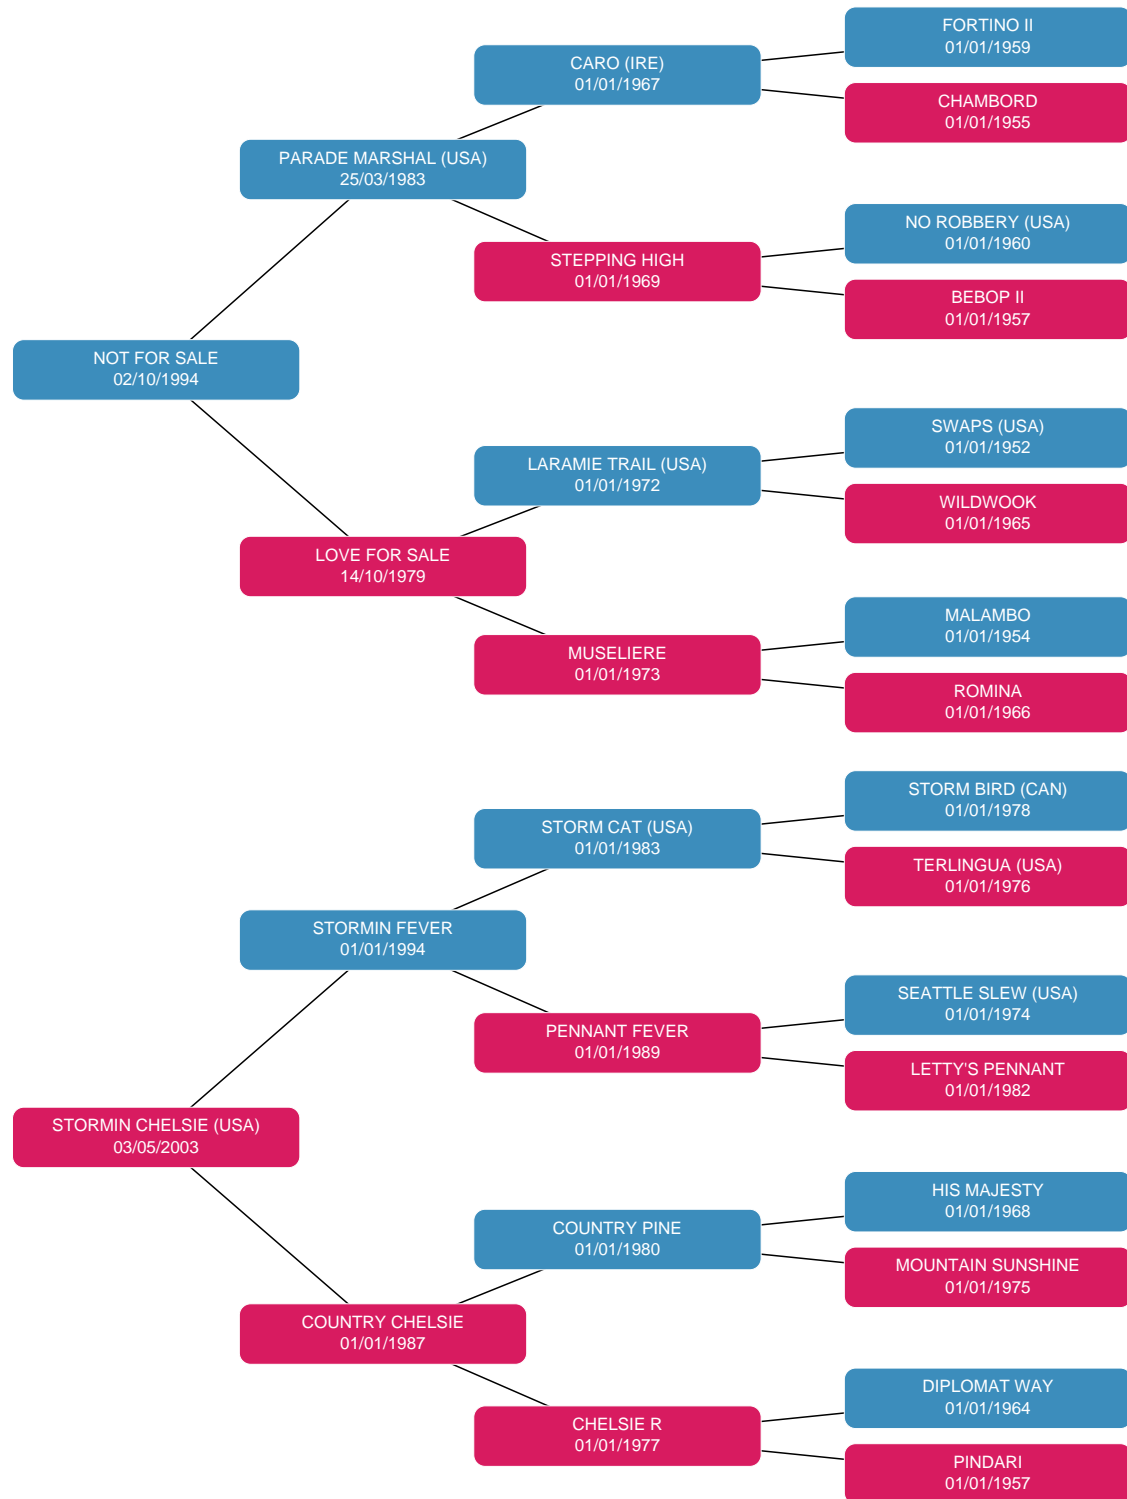 FORTINO II
01/01/1959
CARO (IRE)
01/01/1967
CHAMBORD
01/01/1955
PARADE MARSHAL (USA)
25/03/1983
NO ROBBERY (USA)
01/01/1960
STEPPING HIGH
01/01/1969
BEBOP II
01/01/1957
NOT FOR SALE
02/10/1994
SWAPS (USA)
01/01/1952
LARAMIE TRAIL (USA)
01/01/1972
WILDWOOK
01/01/1965
LOVE FOR SALE
14/10/1979
MALAMBO
01/01/1954
MUSELIERE
01/01/1973
ROMINA
01/01/1966
STORM BIRD (CAN)
01/01/1978
STORM CAT (USA)
01/01/1983
TERLINGUA (USA)
01/01/1976
STORMIN FEVER
01/01/1994
SEATTLE SLEW (USA)
01/01/1974
PENNANT FEVER
01/01/1989
LETTY'S PENNANT
01/01/1982
STORMIN CHELSIE (USA)
03/05/2003
HIS MAJESTY
01/01/1968
COUNTRY PINE
01/01/1980
MOUNTAIN SUNSHINE
01/01/1975
COUNTRY CHELSIE
01/01/1987
DIPLOMAT WAY
01/01/1964
CHELSIE R
01/01/1977
PINDARI
01/01/1957